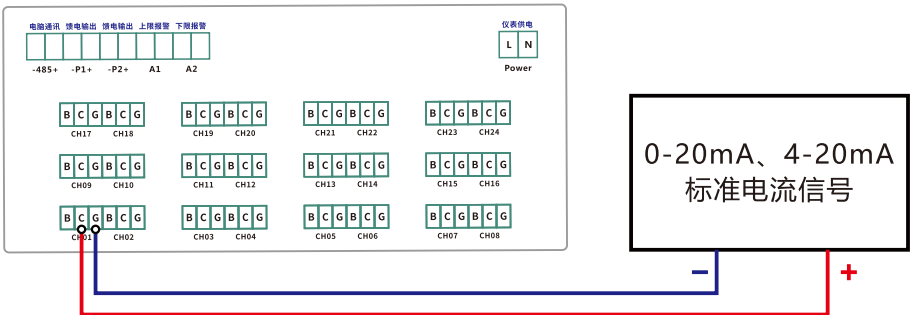 电脑通讯 馈电输出 馈电输出 上限报警 下限报警 仪表供电
L N
-485+ -P1+ -P2+ A1 A2 Power
B C G B C G B C G B C G B C G B C G B C G B C G
CH17 CH18 CH19 CH20 CH21 CH22 CH23 CH24
B C G B C G B C G B C G B C G B C G B C G B C G
CH09 CH10 CH11 CH12 CH13 CH14 CH15 CH16
B C G B C G B C G B C G B C G B C G B C G B C G
CH01 CH02 CH03 CH04 CH05 CH06 CH07 CH08
0-20mA、4-20mA
标准电流信号
− +